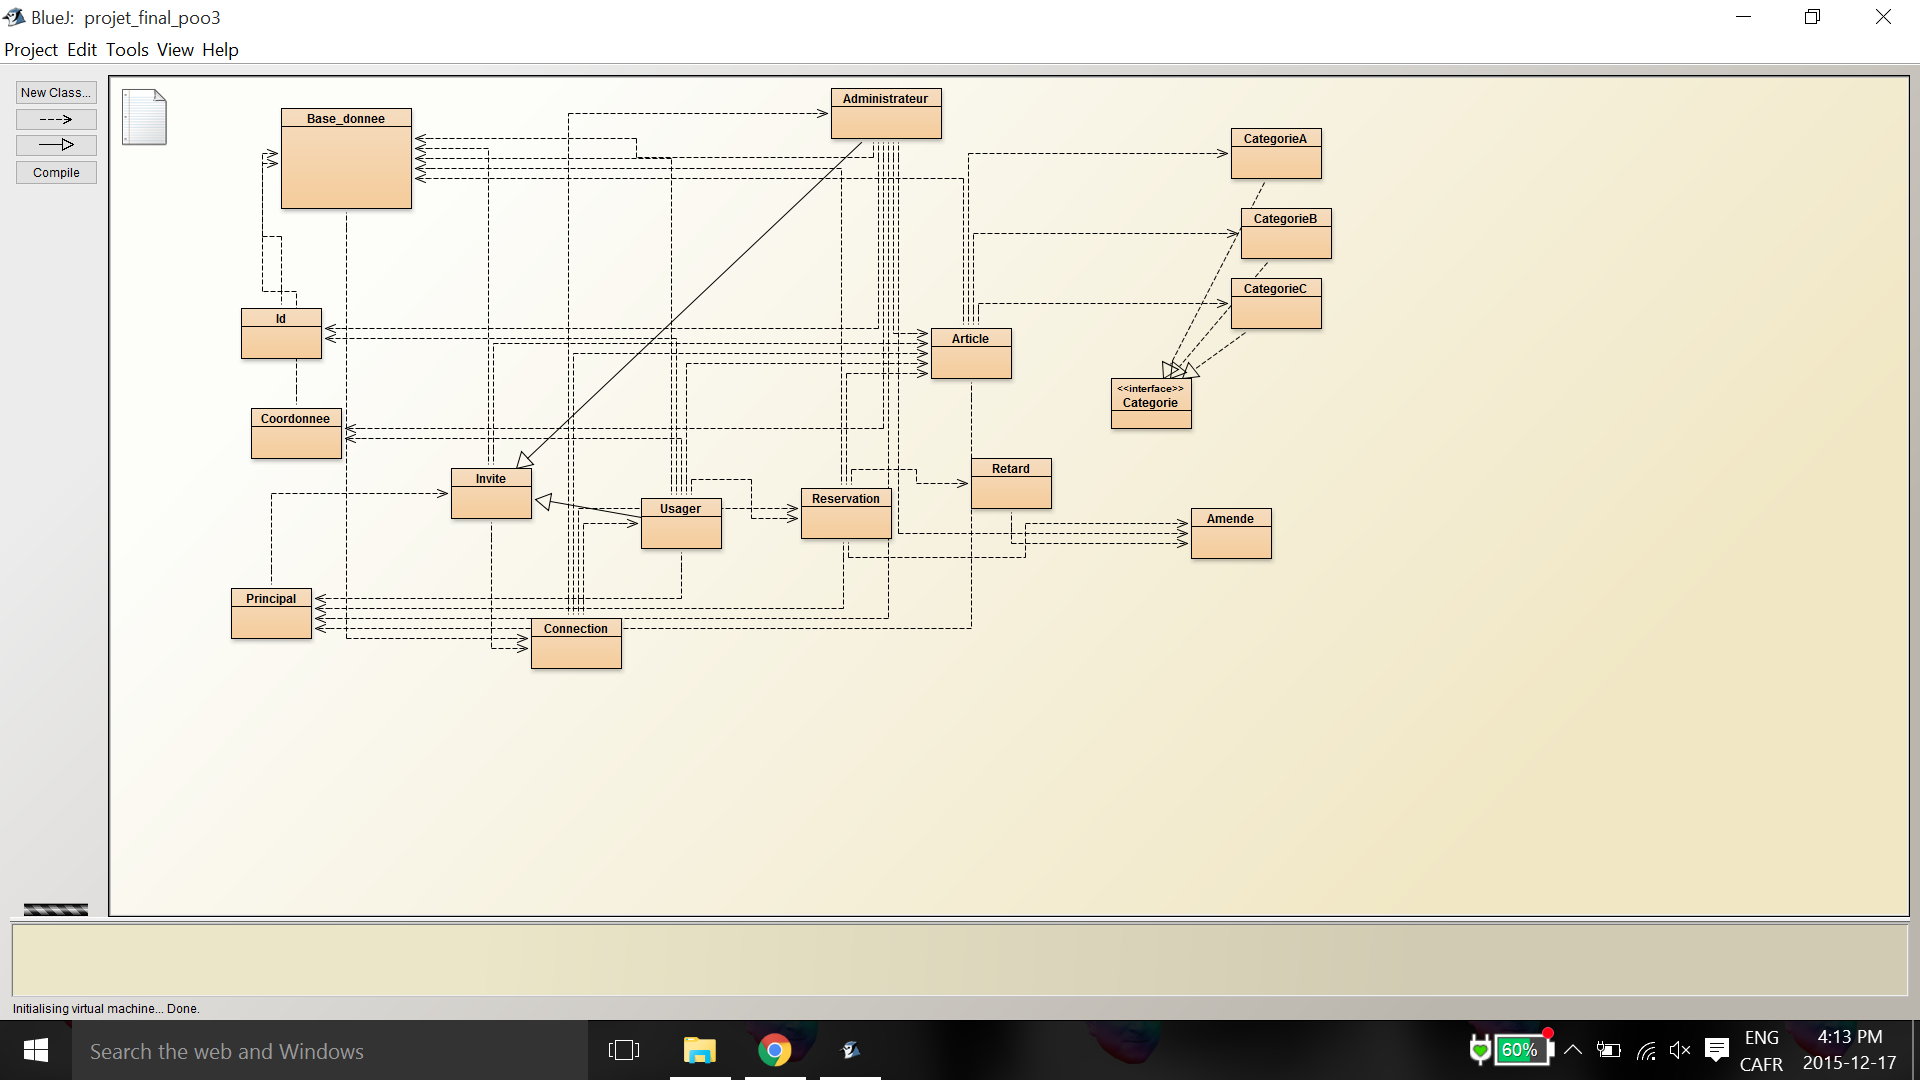 BlueJ: projet_final_poo3
Project Edit Tools View Help
New Class...
Compile
Base_donnee
Administrateur
CategorieA
CategorieB
CategorieC
Id
Article
<<interface>>
Categorie
Coordonnee
Invite
Usager
Reservation
Retard
Amende
Principal
Connection
Initialising virtual machine... Done.
Search the web and Windows
60%
ENG
CAFR
4:13 PM
2015-12-17